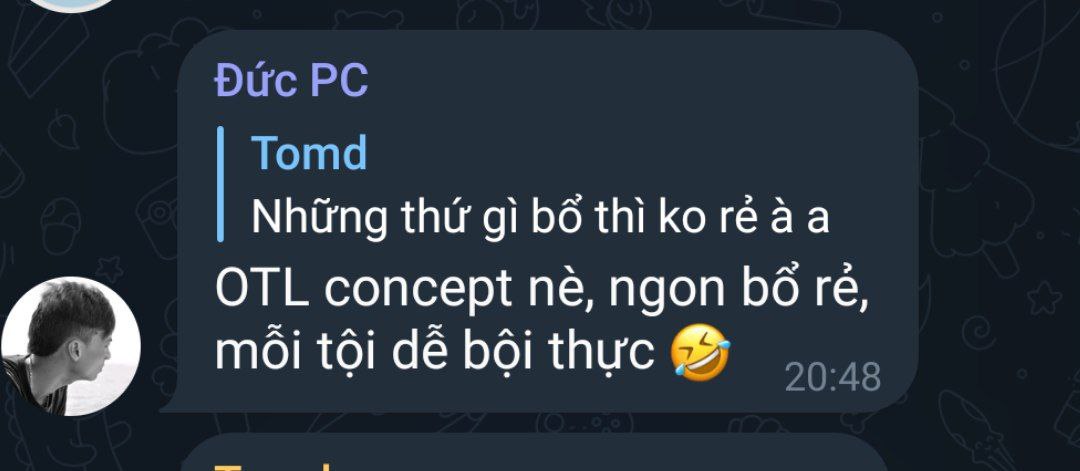 Đức PC
Tomd
Những thứ gì bổ thì ko rẻ à a
OTL concept nè, ngon bổ rẻ,
mỗi tội dễ bội thực 🤣
20:48